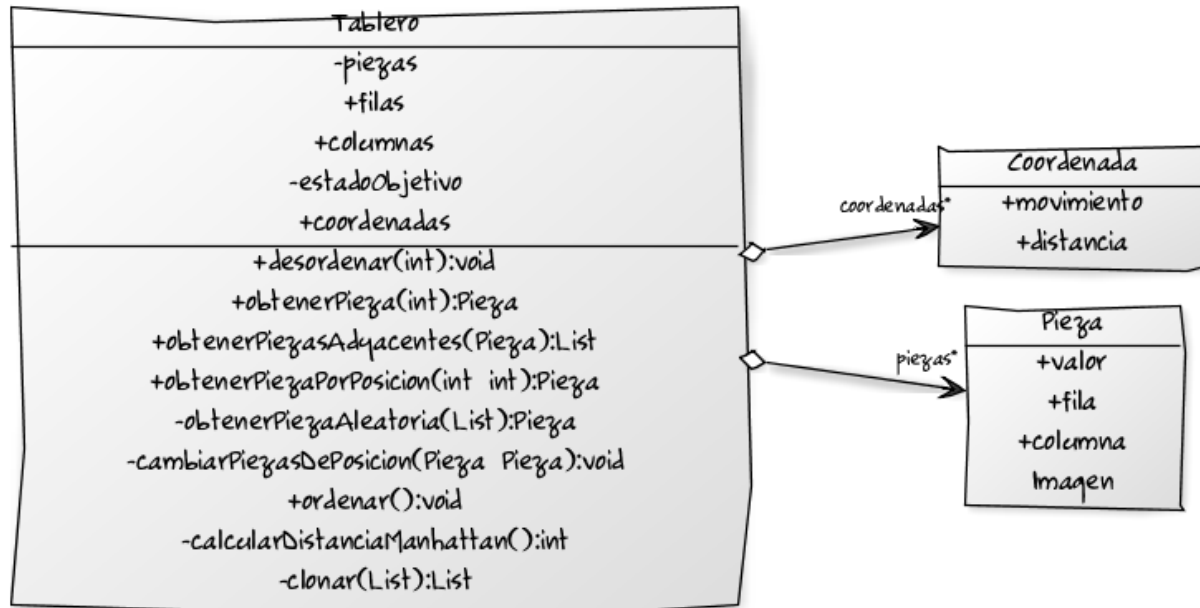 Tablero
-piezas
+filas
+columnas
-estadoObjetivo
+coordenadas
+desordenar(int):void
+obtenerPieza(int):Pieza
+obtenerPiezasAdyacentes(Pieza):List
+obtenerPiezaPorPosicion(int int):Pieza
-obtenerPiezaAleatoria(List):Pieza
-cambiarPiezasDePosicion(Pieza Pieza):void
+ordenar():void
-calcularDistanciaManhattan():int
-clonar(List):List
coordenadas*
Coordenada
+movimiento
+distancia
piezas*
Pieza
+valor
+fila
+columna
Imagen